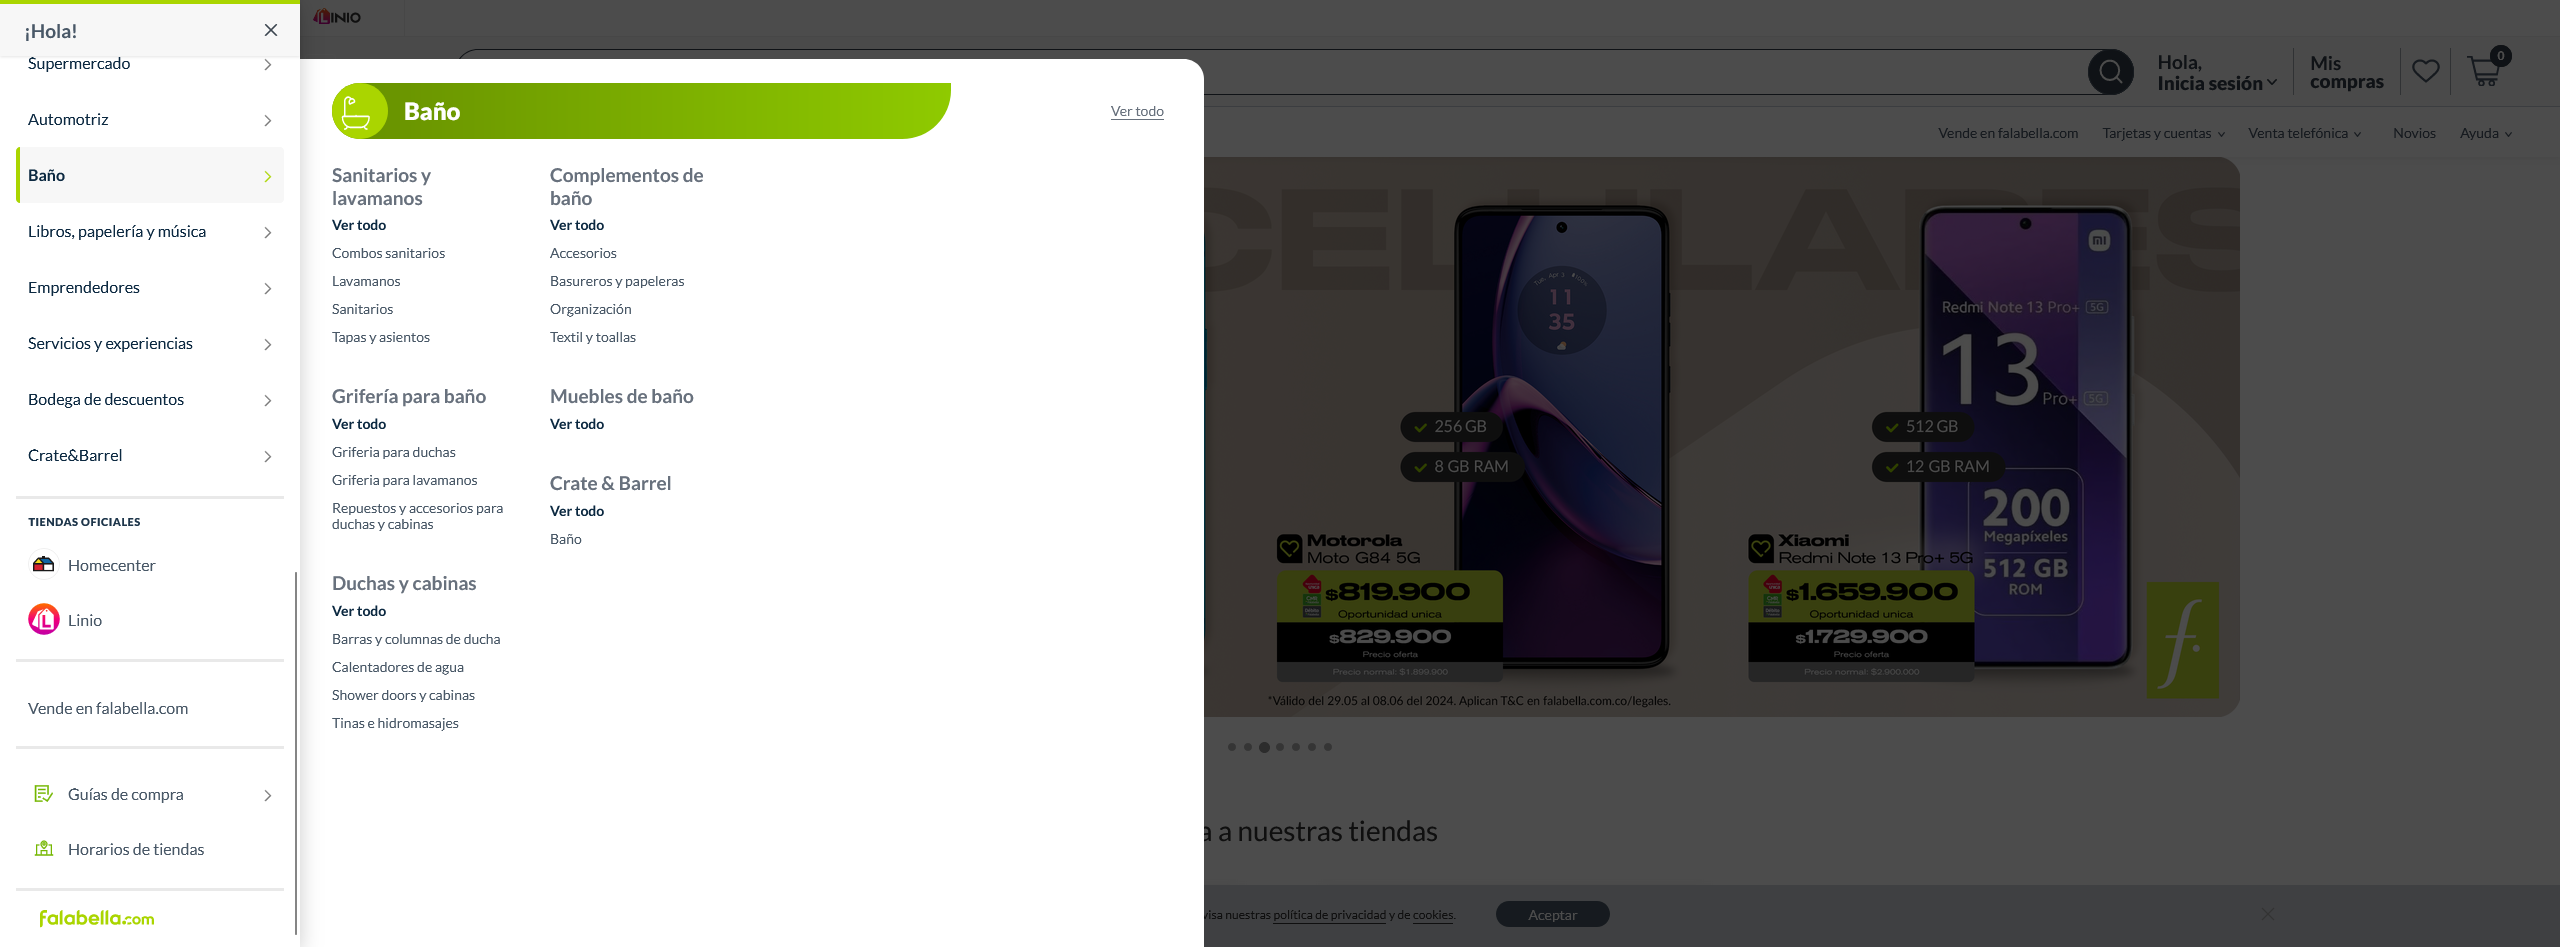 ¡Hola!
Supermercado
Automotriz
Baño
Libros, papelería y música
Emprendedores
Servicios y experiencias
Bodega de descuentos
Crate&Barrel
TIENDAS OFICIALES
Homecenter
Linio
Vende en falabella.com
Guías de compra
Horarios de tiendas
falabella.com
Baño
Ver todo
Sanitarios y
lavamanos
Ver todo
Combos sanitarios
Lavamanos
Sanitarios
Tapas y asientos
Grifería para baño
Ver todo
Griferia para duchas
Griferia para lavamanos
Repuestos y accesorios para
duchas y cabinas
Duchas y cabinas
Ver todo
Barras y columnas de ducha
Calentadores de agua
Shower doors y cabinas
Tinas e hidromasajes
Complementos de
baño
Ver todo
Accesorios
Basureros y papeleras
Organización
Textil y toallas
Muebles de baño
Ver todo
Crate & Barrel
Ver todo
Baño
LINIO
Hola,
Inicia sesión
Mis
compras
0
Vende en falabella.com
Tarjetas y cuentas
Venta telefónica
Novios
Ayuda
CELULARES
11
35
256 GB
8 GB RAM
Motorola
Moto G84 5G
$819.900
Oportunidad unica
$829.900
Precio oferta
Precio normal: $1.699.900
Redmi Note 13 Pro+ 5G
13
Pro+ 5G
512 GB
12 GB RAM
200
Megapíxeles
512 GB
ROM
Xiaomi
Redmi Note 13 Pro+ 5G
$1.659.900
Oportunidad unica
$1.729.900
Precio oferta
Precio normal: $2.900.000
f.
*Válido del 29.05 al 08.06 del 2024. Aplican T&C en falabella.com.co/legales.
a a nuestras tiendas
visa nuestras política de privacidad y de cookies.
Aceptar